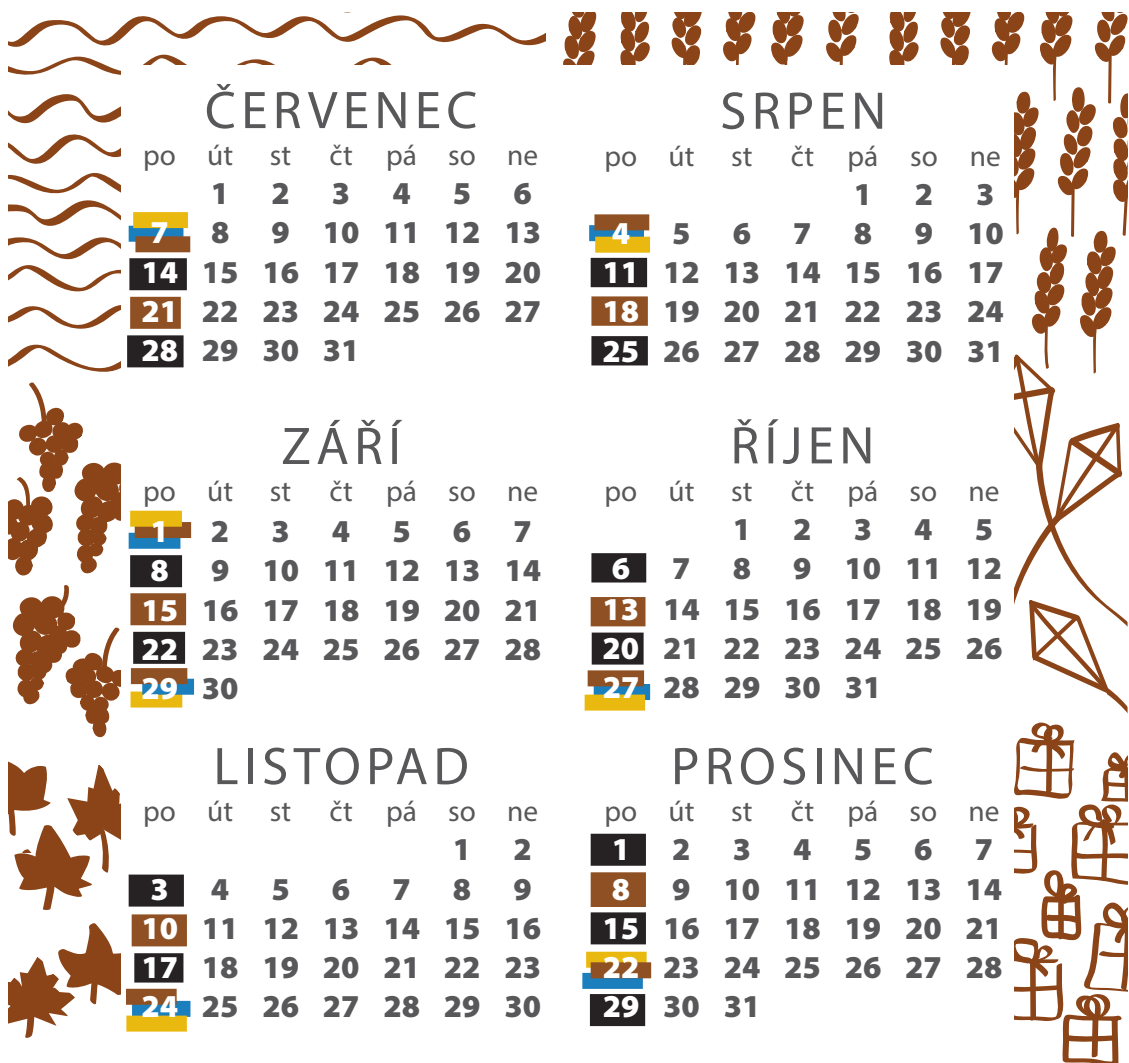 ČERVENEC
po út st čt pá so ne
1 2 3 4 5 6
7 8 9 10 11 12 13
14 15 16 17 18 19 20
21 22 23 24 25 26 27
28 29 30 31
SRPEN
po út st čt pá so ne
1 2 3
4 5 6 7 8 9 10
11 12 13 14 15 16 17
18 19 20 21 22 23 24
25 26 27 28 29 30 31
ZÁŘÍ
po út st čt pá so ne
1 2 3 4 5 6 7
8 9 10 11 12 13 14
15 16 17 18 19 20 21
22 23 24 25 26 27 28
29 30
ŘÍJEN
po út st čt pá so ne
1 2 3 4 5
6 7 8 9 10 11 12
13 14 15 16 17 18 19
20 21 22 23 24 25 26
27 28 29 30 31
LISTOPAD
po út st čt pá so ne
1 2
3 4 5 6 7 8 9
10 11 12 13 14 15 16
17 18 19 20 21 22 23
24 25 26 27 28 29 30
PROSINEC
po út st čt pá so ne
1 2 3 4 5 6 7
8 9 10 11 12 13 14
15 16 17 18 19 20 21
22 23 24 25 26 27 28
29 30 31